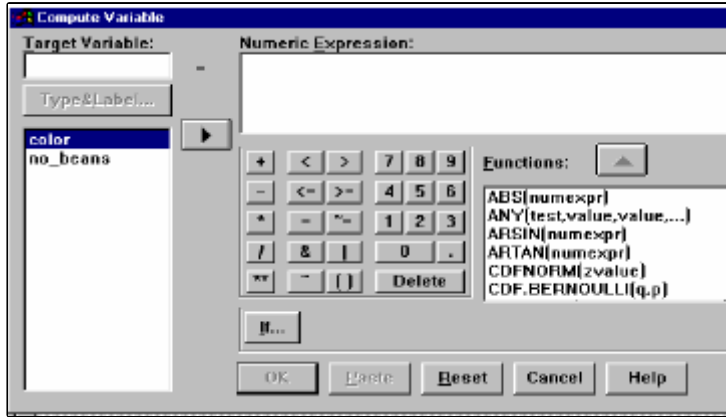 Compute Variable
Target Variable:
Numeric Expression:
=
Type&Label...
color
no_beans
+ < > 7 8 9
- <= >= 4 5 6
* = ~= 1 2 3
/ & | 0 .
** ~ ( ) Delete
Functions:
ABS(numexpr)
ANY(test,value,value,...)
ARSIN(numexpr)
ARTAN(numexpr)
CDFNORM(zvalue)
CDF.BERNOULLI(q,p)
If...
OK Paste Reset Cancel Help